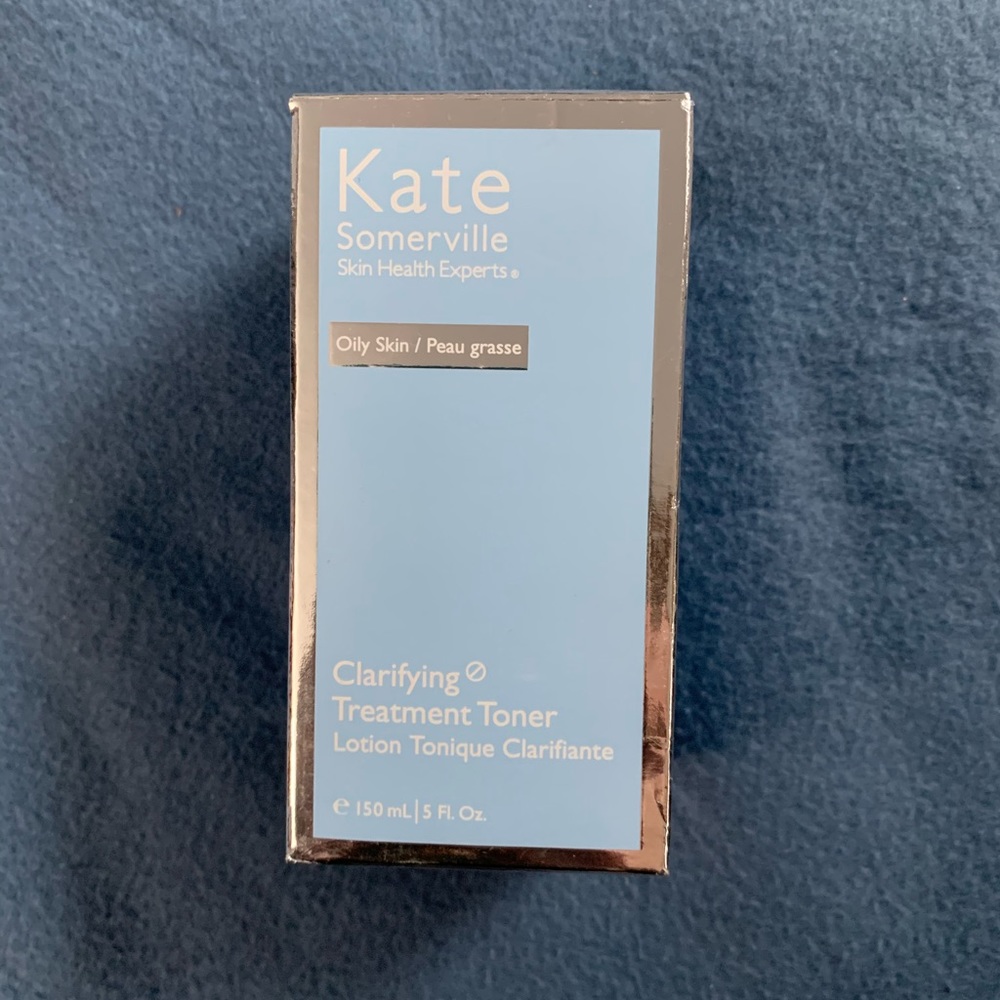 Kate
Somerville
Skin Health Experts®
Oily Skin / Peau grasse
Clarifying
Treatment Toner
Lotion Tonique Clarifiante
℮ 150 mL | 5 Fl. Oz.